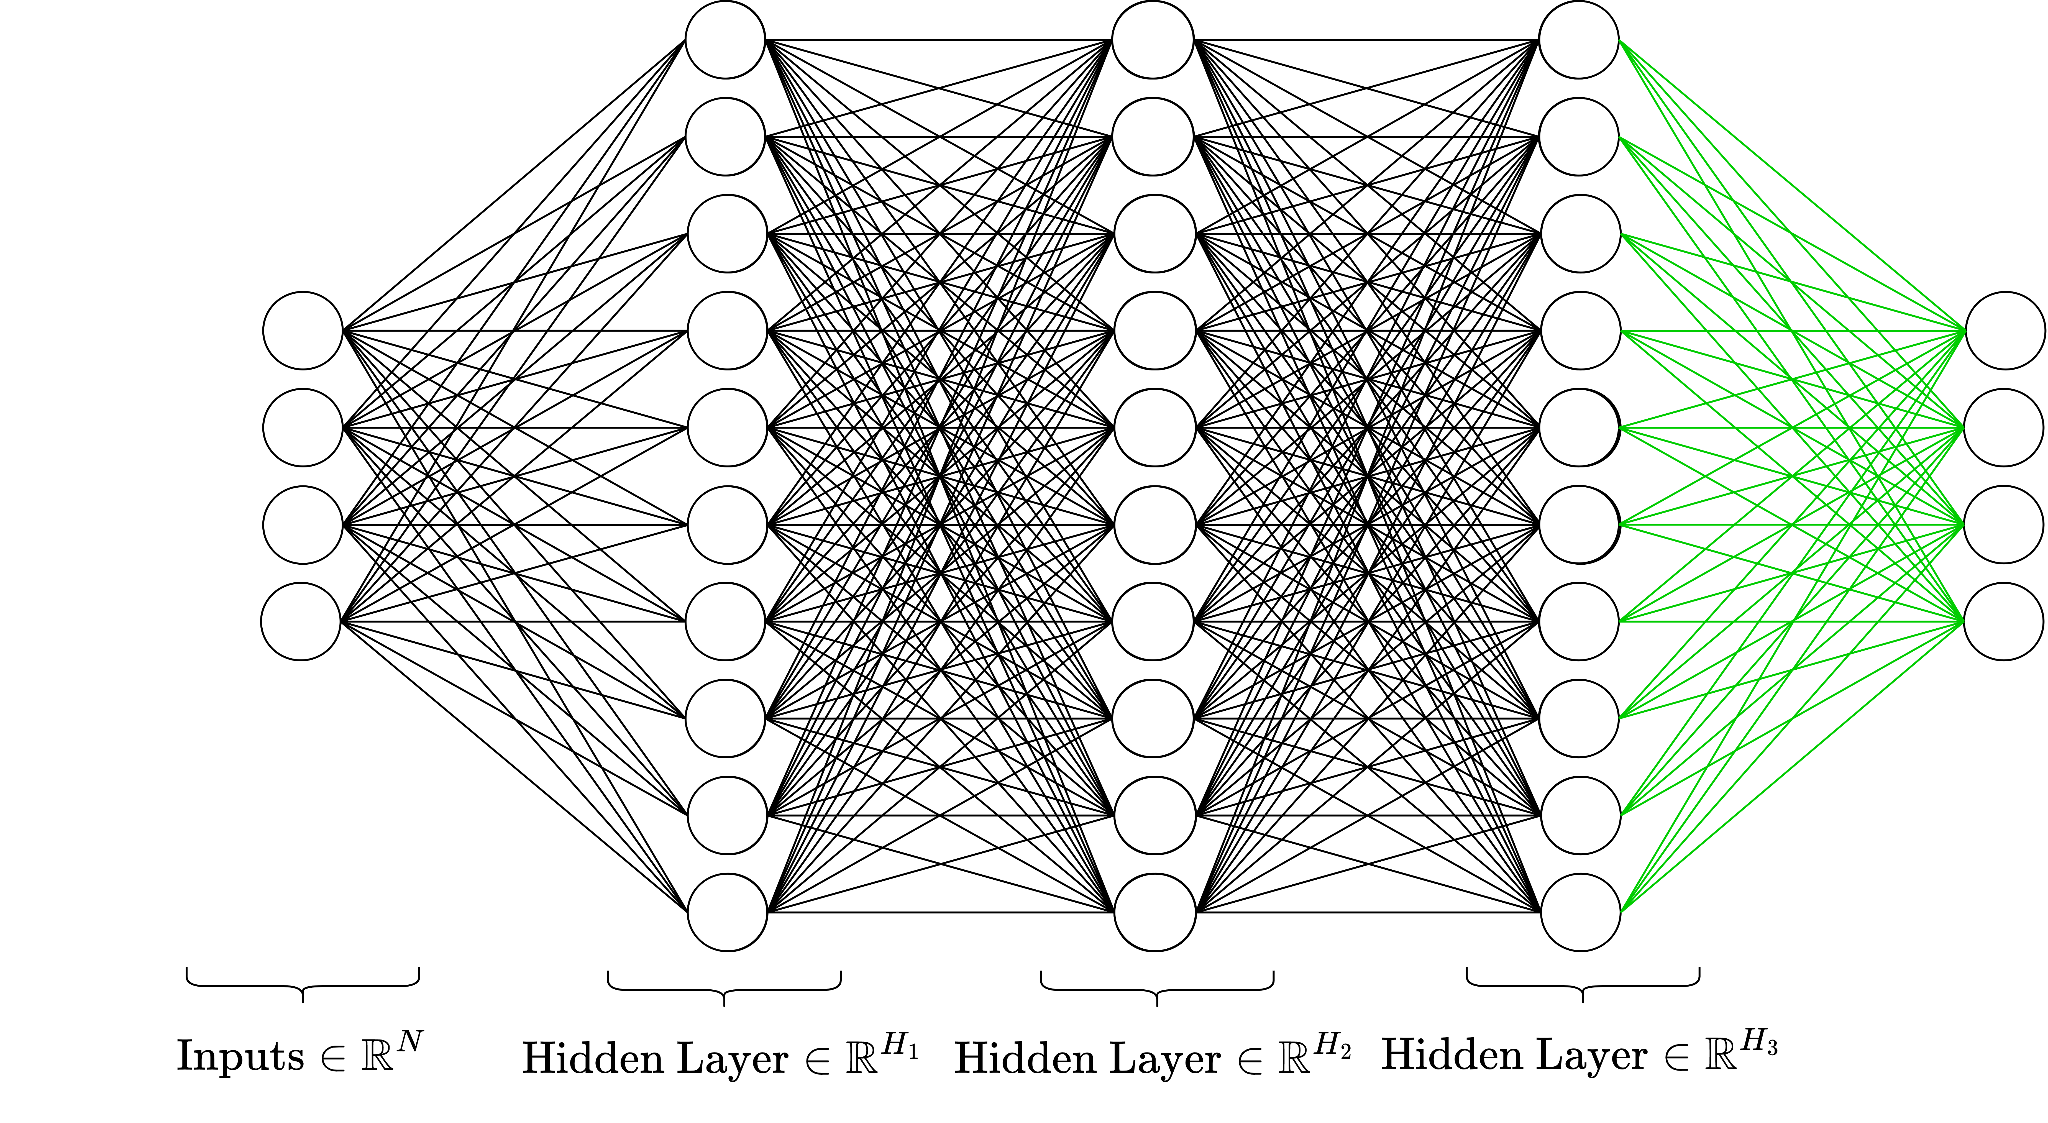 Inputs ∈ ℝ^N
Hidden Layer ∈ ℝ^{H_1}
Hidden Layer ∈ ℝ^{H_2}
Hidden Layer ∈ ℝ^{H_3}